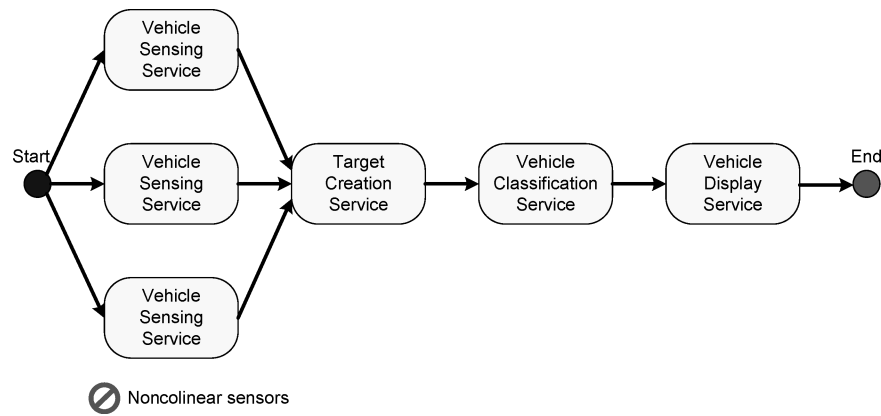 Vehicle
Sensing
Service
Start
Vehicle
Sensing
Service
Target
Creation
Service
Vehicle
Classification
Service
Vehicle
Display
Service
End
Vehicle
Sensing
Service
Noncolinear sensors